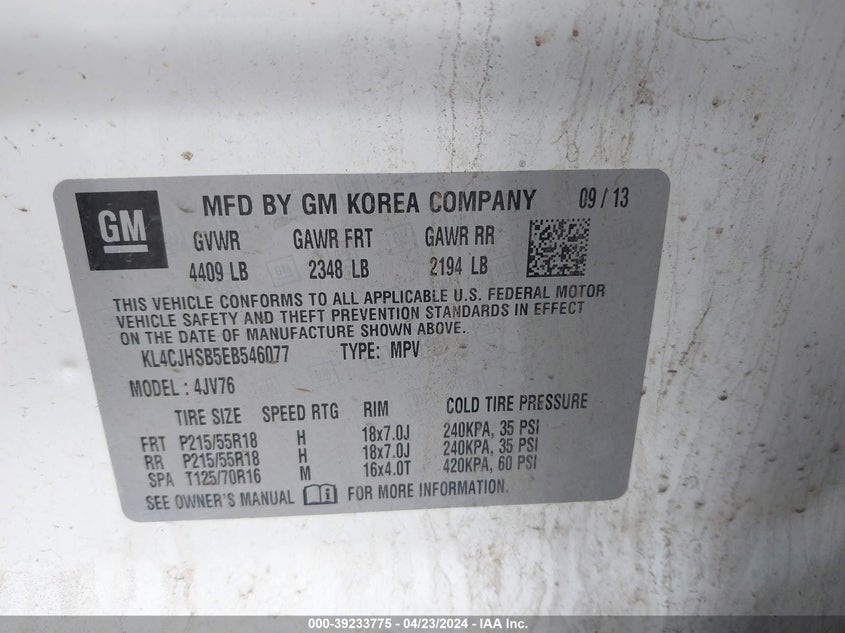 GM
MFD BY GM KOREA COMPANY 09 / 13
GVWR GAWR FRT GAWR RR
4409 LB 2348 LB 2194 LB
THIS VEHICLE CONFORMS TO ALL APPLICABLE U.S. FEDERAL MOTOR
VEHICLE SAFETY AND THEFT PREVENTION STANDARDS IN EFFECT
ON THE DATE OF MANUFACTURE SHOWN ABOVE.
KL4CJHSB5EB546077 TYPE: MPV
MODEL : 4JV76
TIRE SIZE SPEED RTG RIM COLD TIRE PRESSURE
FRT P215/55R18 H 18x7.0J 240KPA, 35 PSI
RR P215/55R18 H 18x7.0J 240KPA, 35 PSI
SPA T125/70R16 M 16x4.0T 420KPA, 60 PSI
SEE OWNER'S MANUAL FOR MORE INFORMATION.
000-39233775 - 04/23/2024 - IAA Inc.